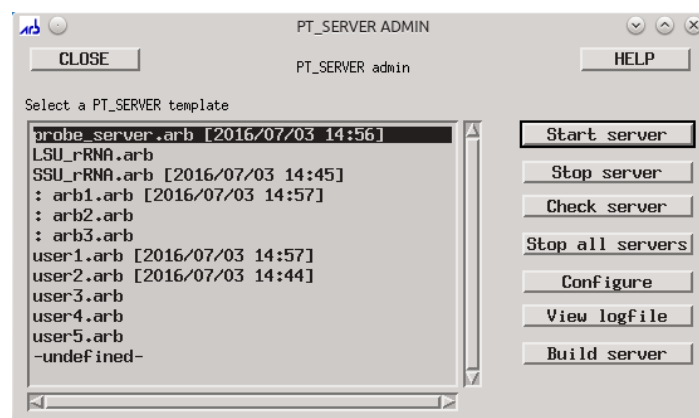 arb
PT_SERVER ADMIN
CLOSE
PT_SERVER admin
HELP
Select a PT_SERVER template
probe_server.arb [2016/07/03 14:56]
LSU_rRNA.arb
SSU_rRNA.arb [2016/07/03 14:45]
: arb1.arb [2016/07/03 14:57]
: arb2.arb
: arb3.arb
user1.arb [2016/07/03 14:57]
user2.arb [2016/07/03 14:44]
user3.arb
user4.arb
user5.arb
-undefined-
Start server
Stop server
Check server
Stop all servers
Configure
View logfile
Build server